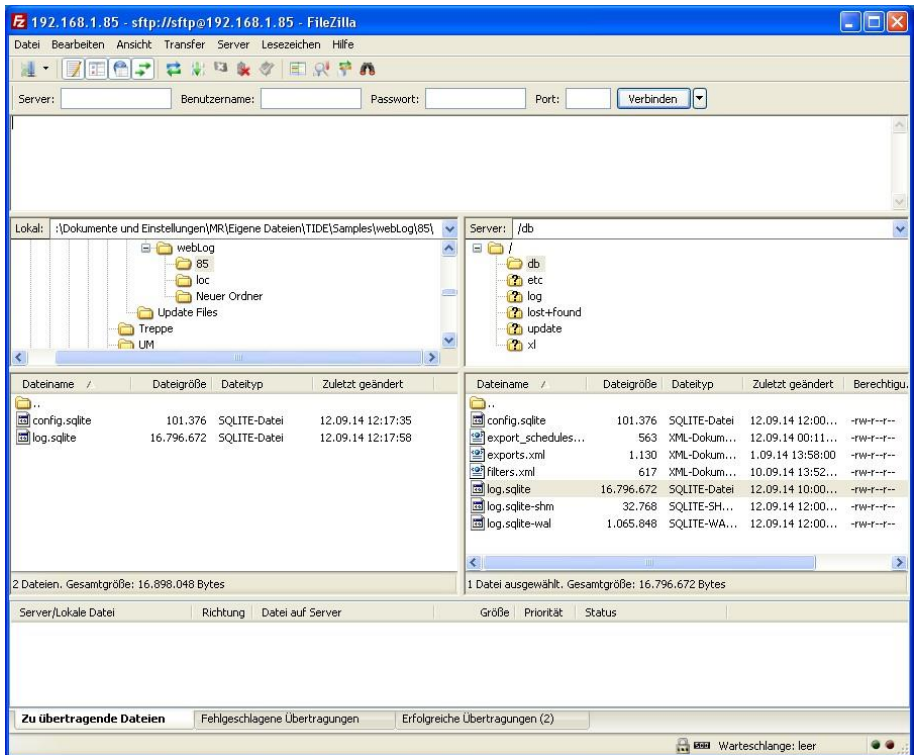 192.168.1.85 - sftp://sftp@192.168.1.85 - FileZilla
Datei Bearbeiten Ansicht Transfer Server Lesezeichen Hilfe
Server: Benutzername: Passwort: Port: Verbinden
Lokal: :\Dokumente und Einstellungen\MR\Eigene Dateien\TIDE\Samples\webLog\85\
webLog
85
loc
Neuer Ordner
Update Files
Treppe
UM
Server: /db
/
db
etc
log
lost+found
update
xl
Dateiname Dateigröße Dateityp Zuletzt geändert
..
config.sqlite 101.376 SQLITE-Datei 12.09.14 12:17:35
log.sqlite 16.796.672 SQLITE-Datei 12.09.14 12:17:58
2 Dateien. Gesamtgröße: 16.898.048 Bytes
Dateiname Dateigröße Dateityp Zuletzt geändert Berechtigu.
..
config.sqlite 101.376 SQLITE-Datei 12.09.14 12:00... -rw-r--r--
export_schedules... 563 XML-Dokum... 12.09.14 00:11... -rw-r--r--
exports.xml 1.130 XML-Dokum... 1.09.14 13:58:00 -rw-r--r--
filters.xml 617 XML-Dokum... 10.09.14 13:52... -rw-r--r--
log.sqlite 16.796.672 SQLITE-Datei 12.09.14 10:00... -rw-r--r--
log.sqlite-shm 32.768 SQLITE-SH... 12.09.14 12:00... -rw-r--r--
log.sqlite-wal 1.065.848 SQLITE-WA... 12.09.14 12:00... -rw-r--r--
1 Datei ausgewählt. Gesamtgröße: 16.796.672 Bytes
Server/Lokale Datei Richtung Datei auf Server Größe Priorität Status
Zu übertragende Dateien Fehlgeschlagene Übertragungen Erfolgreiche Übertragungen (2)
Warteschlange: leer